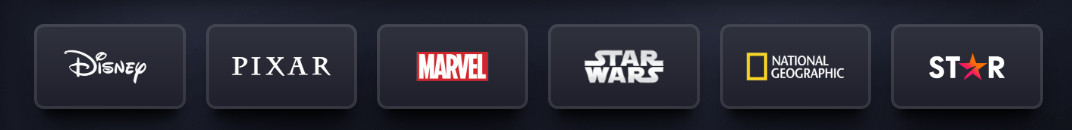 Disney
PIXAR
MARVEL
STAR
WARS
NATIONAL
GEOGRAPHIC
STAR